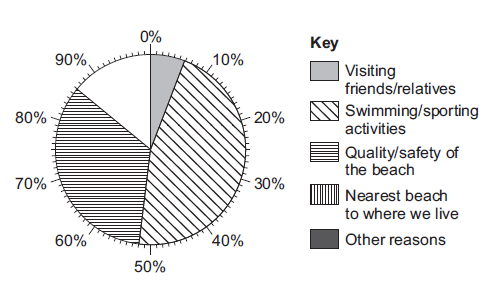 0%
10%
20%
30%
40%
50%
60%
70%
80%
90%
Key
Visiting
friends/relatives
Swimming/sporting
activities
Quality/safety of
the beach
Nearest beach
to where we live
Other reasons